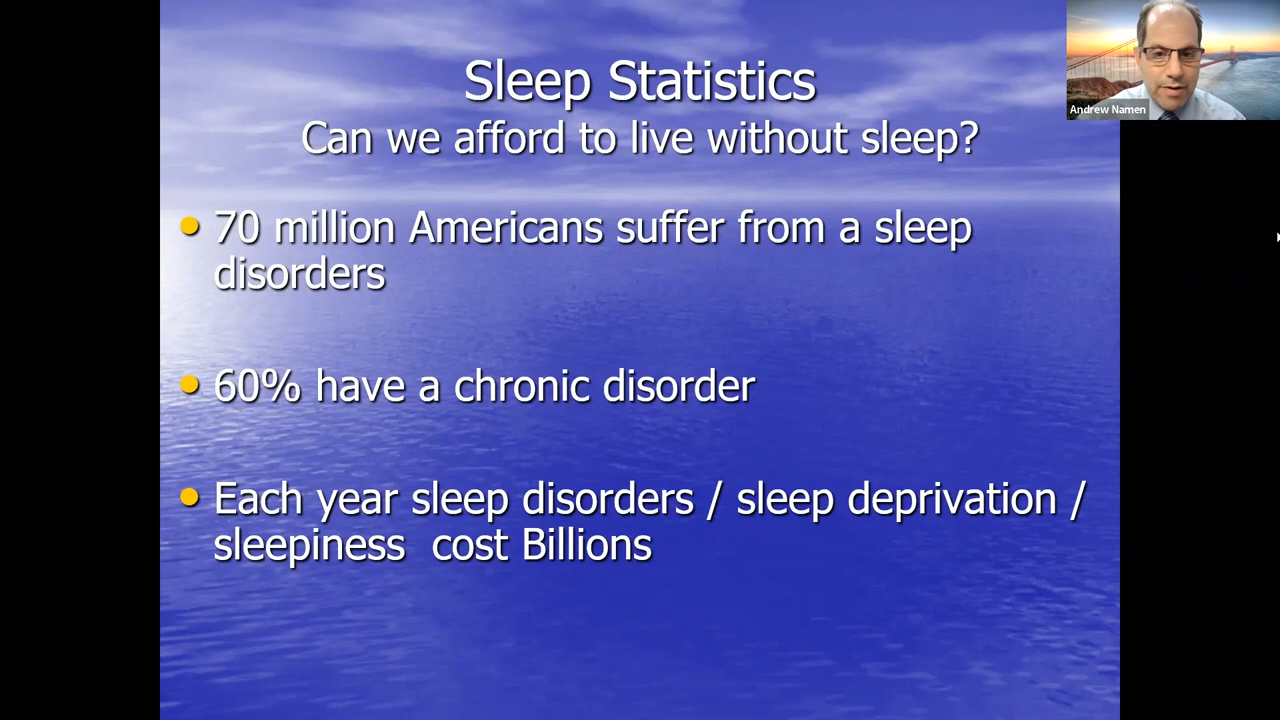 Sleep Statistics
Can we afford to live without sleep?
70 million Americans suffer from a sleep
disorders
60% have a chronic disorder
Each year sleep disorders / sleep deprivation /
sleepiness  cost Billions
Andrew Namen